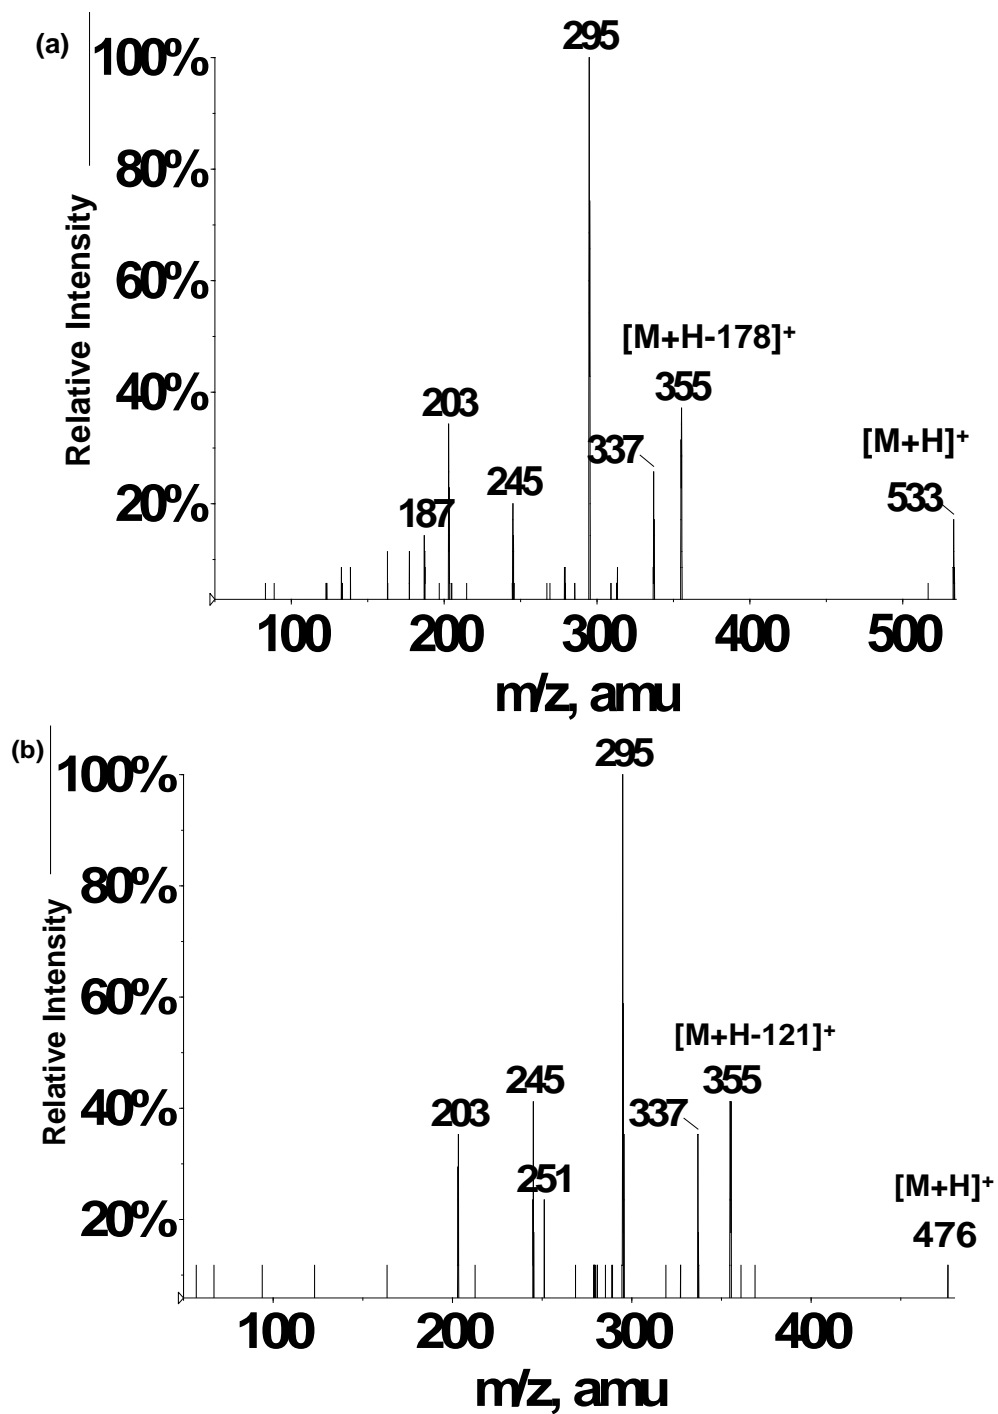 (a)
295
100%
80%
60%
[M+H-178]+
355
40%
203
337
[M+H]+
245
533
187
20%
Relative Intensity
100 200 300 400 500
m/z, amu
(b)
295
100%
80%
60%
[M+H-121]+
245
355
40%
203
337
251
[M+H]+
476
20%
Relative Intensity
100 200 300 400
m/z, amu